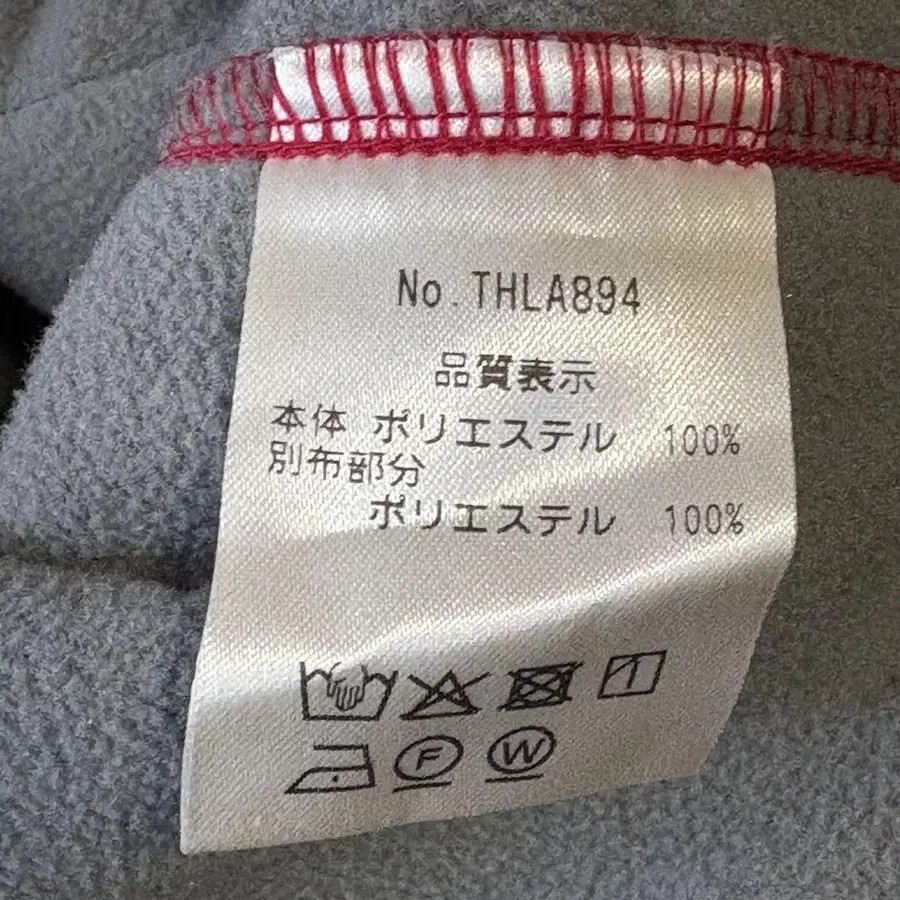 No.THLA894
品質表示
本体 ポリエステル 100%
別布部分
ポリエステル 100%
F W